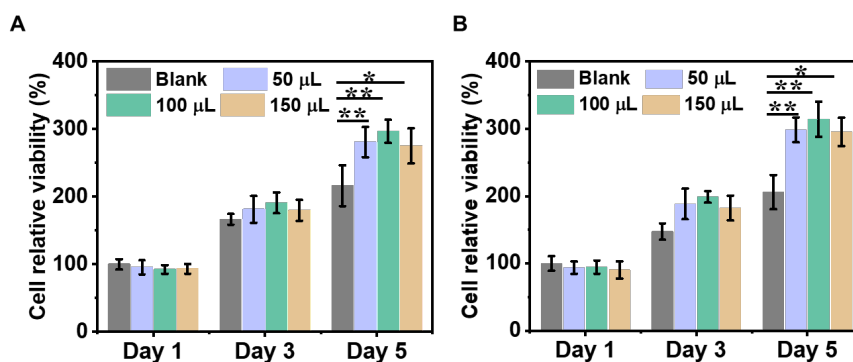 A
Cell relative viability (%)
400
300
200
100
0
Blank
50 μL
100 μL
150 μL
*
**
**
Day 1
Day 3
Day 5
B
Cell relative viability (%)
400
300
200
100
0
Blank
50 μL
100 μL
150 μL
*
**
**
Day 1
Day 3
Day 5